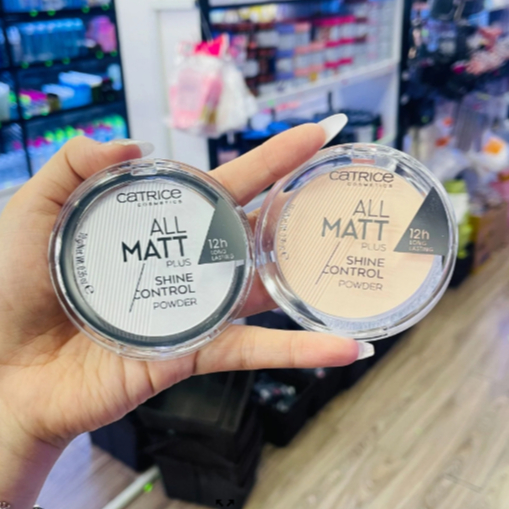 CATRICE
COSMETICS
ALL
MATT
PLUS
12h
LONG
LASTING
SHINE
CONTROL
POWDER
CATRICE
COSMETICS
ALL
MATT
PLUS
12h
LONG
LASTING
SHINE
CONTROL
POWDER